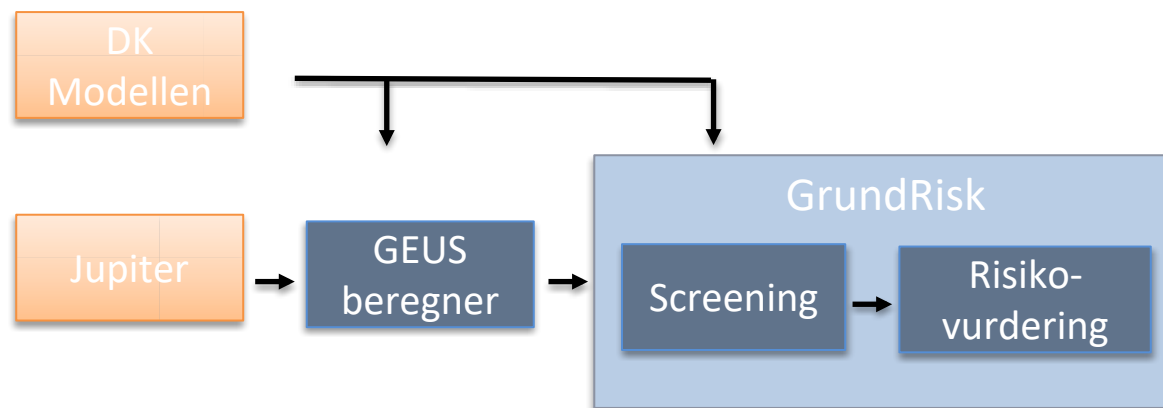 DK
Modellen
GrundRisk
Jupiter
GEUS
beregner
Screening
Risiko-
vurdering